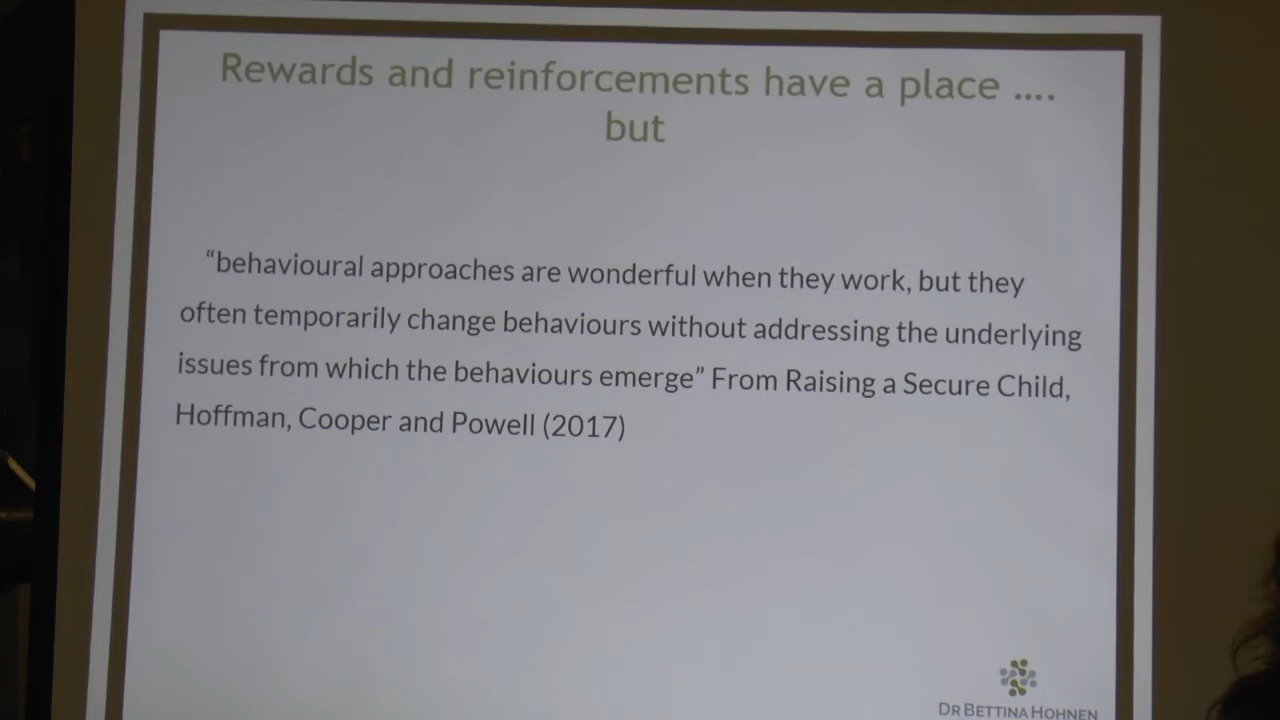 Rewards and reinforcements have a place ....
but
“behavioural approaches are wonderful when they work, but they
often temporarily change behaviours without addressing the underlying
issues from which the behaviours emerge” From Raising a Secure Child,
Hoffman, Cooper and Powell (2017)
DR BETTINA HOHNEN